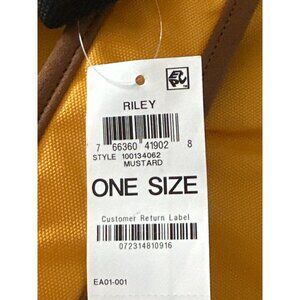 RILEY
7 66360 41902 8
STYLE 100134062
MUSTARD
ONE SIZE
Customer Return Label
072314810916
EA01-001